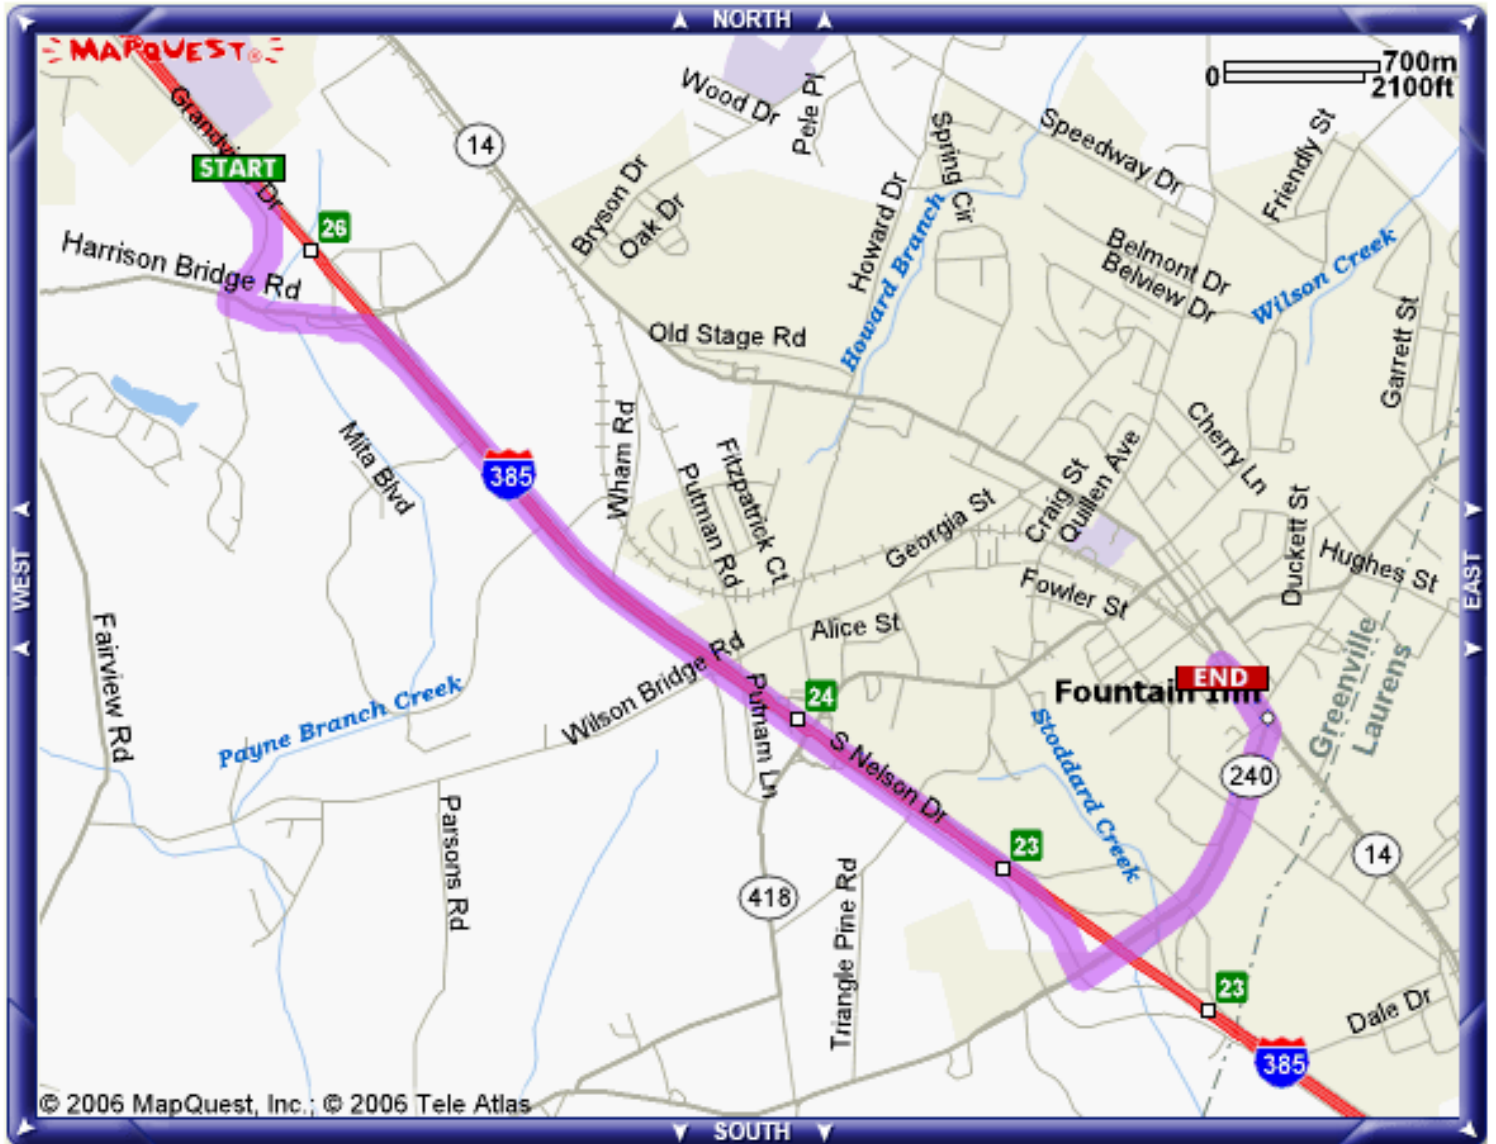 NORTH
MAPQUEST®
0
700m
2100ft
Grandview Dr
START
14
Wood Dr
Pele Pl
Spring Cir
Speedway Dr
Friendly St
26
Bryson Dr
Oak Dr
Howard Dr
Howard Branch
Harrison Bridge Rd
Belmont Dr
Belview Dr
Wilson Creek
Old Stage Rd
Garrett St
Mita Blvd
385
Wham Rd
Putman Rd
Fitzpatrick Ct
Georgia St
Craig St
Quillen Ave
Cherry Ln
Duckett St
Hughes St
WEST
EAST
Fowler St
Alice St
Fairview Rd
Payne Branch Creek
Wilson Bridge Rd
Putnam Ln
24
END
Fountain Inn
Greenville
Laurens
S Nelson Dr
Stoddard Creek
240
Parsons Rd
23
14
418
Triangle Pine Rd
23
Dale Dr
385
© 2006 MapQuest, Inc.; © 2006 Tele Atlas
SOUTH